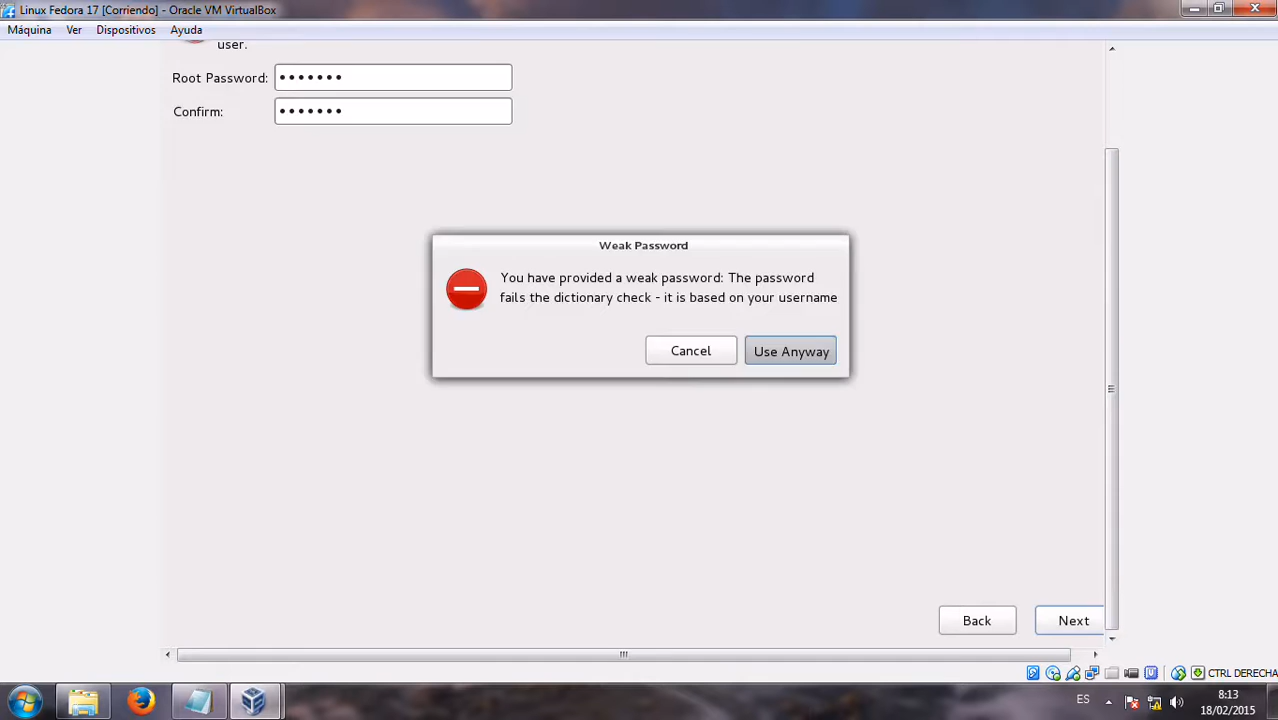 Linux Fedora 17 [Corriendo] - Oracle VM VirtualBox
Máquina Ver Dispositivos Ayuda
user.
Root Password: •••••••
Confirm: •••••••
Weak Password
You have provided a weak password: The password
fails the dictionary check - it is based on your username
Cancel Use Anyway
Back Next
CTRL DERECHA
ES 8:13
18/02/2015